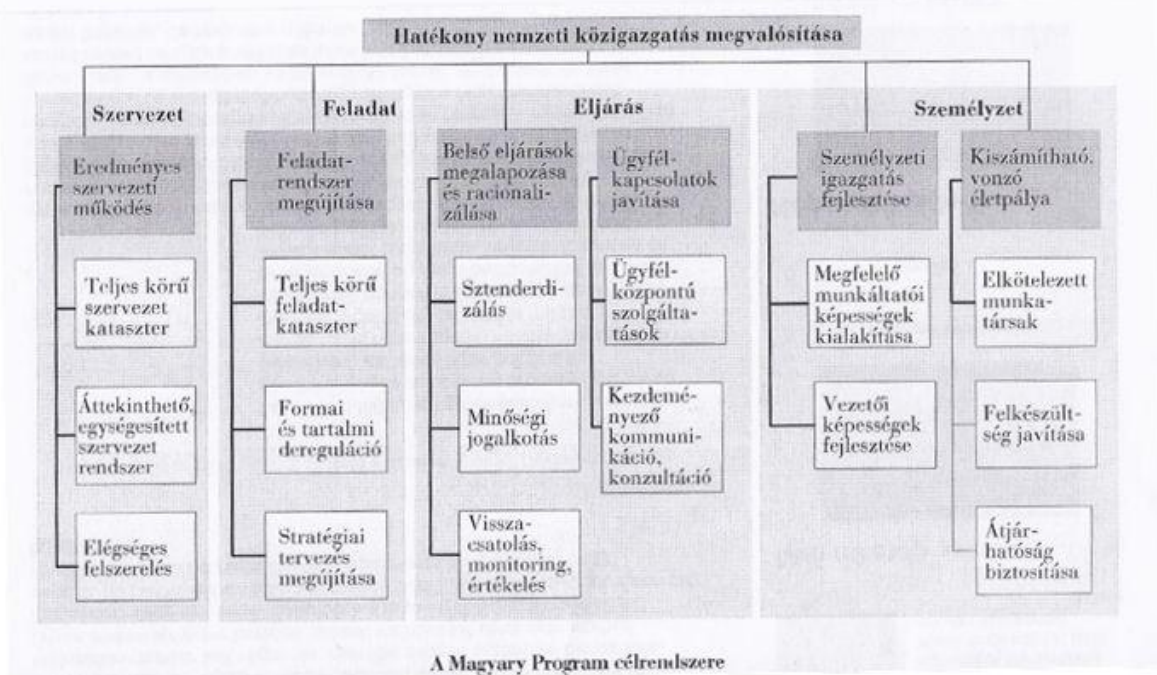 Hatékony nemzeti közigazgatás megvalósítása
Szervezet
Eredményes
szervezeti
működés
Teljes körű
szervezet
kataszter
Áttekinthető,
egységesített
szervezet
rendszer
Elégséges
felszerelés
Feladat
Feladat-
rendszer
megújítása
Teljes körű
feladat-
kataszter
Formai
és tartalmi
dereguláció
Stratégiai
tervezés
megújítása
Eljárás
Belső eljárások
megalapozása
és racionali-
zálása
Sztenderdi-
zálás
Minőségi
jogalkotás
Vissza-
csatolás,
monitoring,
értékelés
Ügyfél-
kapcsolatok
javítása
Ügyfél-
központú
szolgálta-
tások
Kezdemé-
nyező
kommuni-
káció,
konzultáció
Személyzet
Személyzeti
igazgatás
fejlesztése
Megfelelő
munkáltatói
képességek
kialakítása
Vezetői
képességek
fejlesztése
Kiszámítható,
vonzó
életpálya
Elkötelezett
munka-
társak
Felkészült-
ség javítása
Átjár-
hatóság
biztosítása
A Magyary Program célrendszere